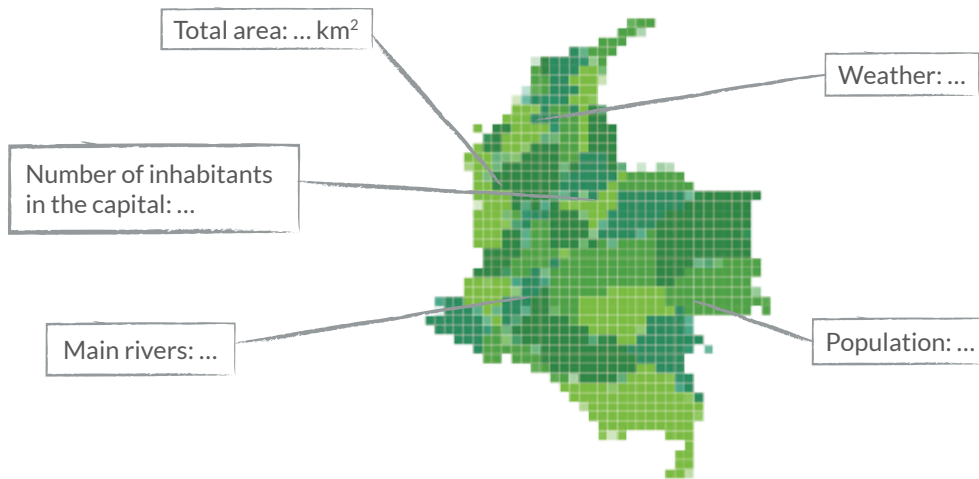 Total area: ... km²
Weather: ...
Number of inhabitants
in the capital: ...
Main rivers: ...
Population: ...